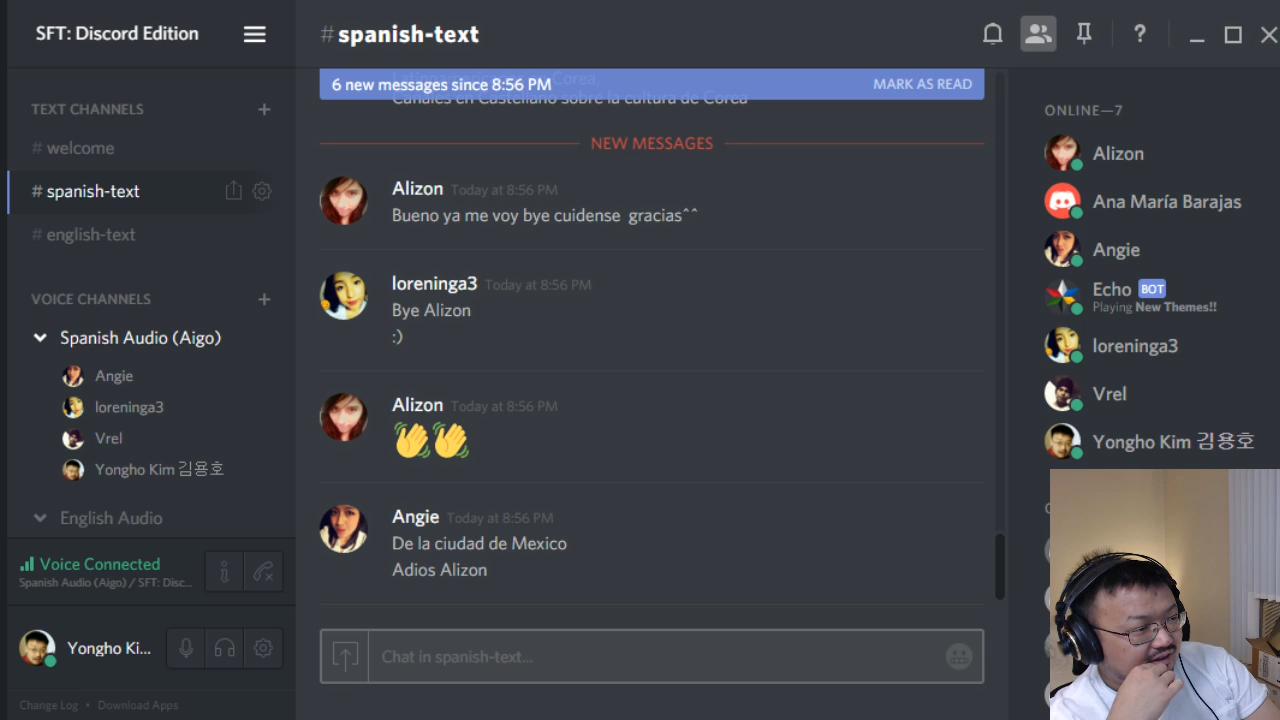 SFT: Discord Edition
TEXT CHANNELS
# welcome
# spanish-text
# english-text
VOICE CHANNELS
Spanish Audio (Aigo)
Angie
loreninga3
Vrel
Yongho Kim 김용호
English Audio
Voice Connected
Spanish Audio (Aigo) / SFT: Disc...
Yongho Ki...
Change Log • Download Apps
# spanish-text
6 new messages since 8:56 PM MARK AS READ
Corea,
Canales en Castellano sobre la cultura de Corea
NEW MESSAGES
Alizon Today at 8:56 PM
Bueno ya me voy bye cuidense gracias^^
loreninga3 Today at 8:56 PM
Bye Alizon
:)
Alizon Today at 8:56 PM
👋👋
Angie Today at 8:56 PM
De la ciudad de Mexico
Adios Alizon
Chat in spanish-text...
ONLINE—7
Alizon
Ana María Barajas
Angie
Echo BOT
Playing New Themes!!
loreninga3
Vrel
Yongho Kim 김용호